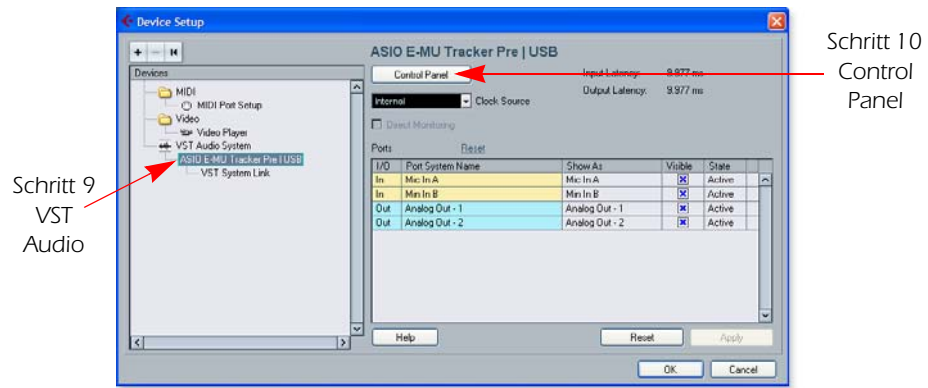 Device Setup
ASIO E-MU Tracker Pre | USB
Devices
MIDI
MIDI Port Setup
Video
Video Player
VST Audio System
ASIO E-MU Tracker Pre | USB
VST System Link
Control Panel
Input Latency: 9.977 ms
Output Latency: 9.977 ms
Internal Clock Source
Direct Monitoring
Ports Reset
I/O Port System Name Show As Visible State
In Mic In A Mic In A Active
In Min In B Min In B Active
Out Analog Out - 1 Analog Out - 1 Active
Out Analog Out - 2 Analog Out - 2 Active
Help Reset Apply
OK Cancel
Schritt 9
VST
Audio
Schritt 10
Control
Panel